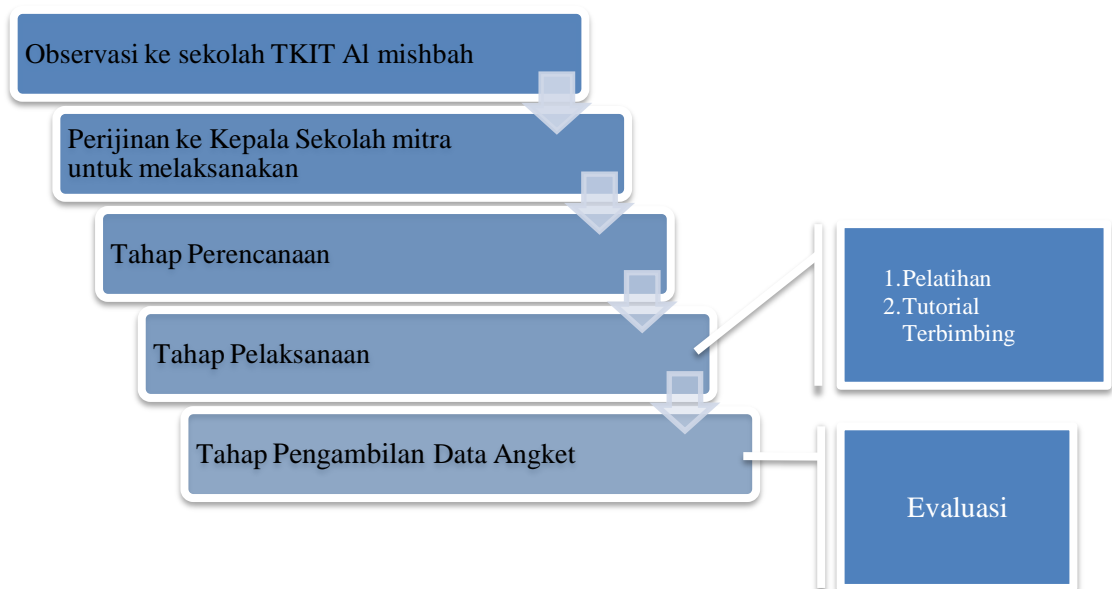 Observasi ke sekolah TKIT Al mishbah
Perijinan ke Kepala Sekolah mitra
untuk melaksanakan
Tahap Perencanaan
Tahap Pelaksanaan
1.Pelatihan
2.Tutorial
Terbimbing
Tahap Pengambilan Data Angket
Evaluasi